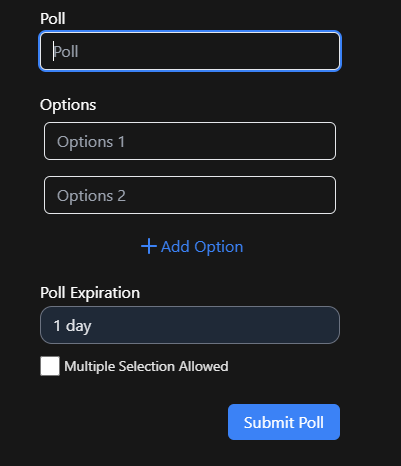 Poll
Poll
Options
Options 1
Options 2
Add Option
Poll Expiration
1 day
Multiple Selection Allowed
Submit Poll